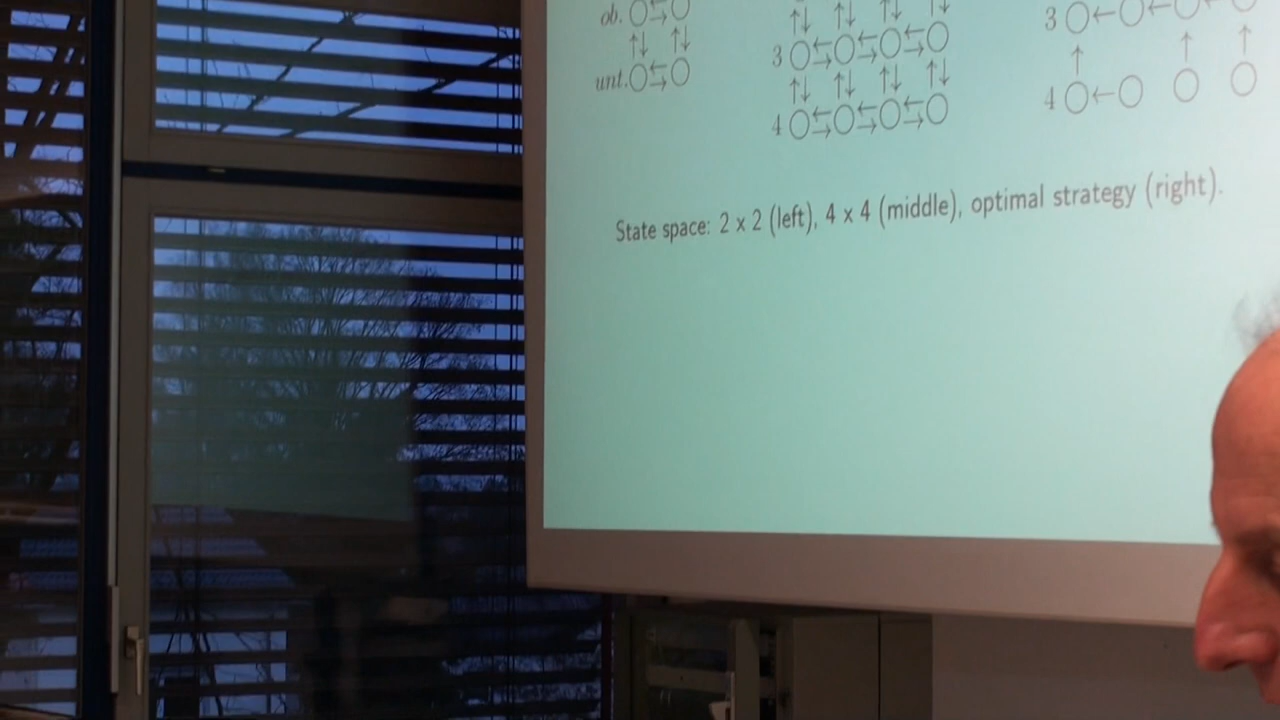 ob.
3
3
unt.
4
4
State space: 2 x 2 (left), 4 x 4 (middle), optimal strategy (right).